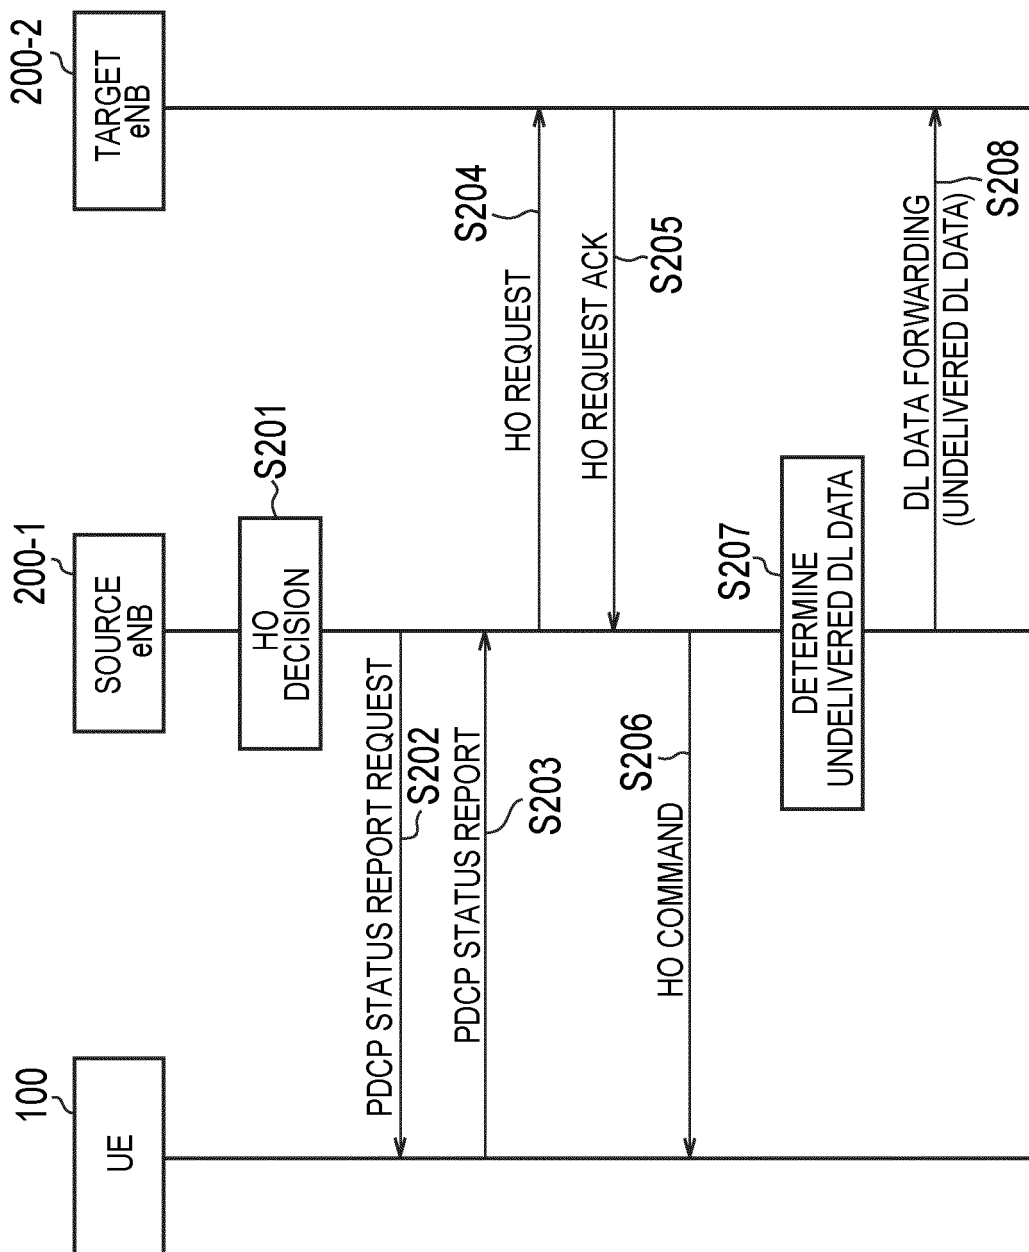 100
UE
200-1
SOURCE
eNB
200-2
TARGET
eNB
HO
DECISION
S201
PDCP STATUS REPORT REQUEST
S202
PDCP STATUS REPORT
S203
HO REQUEST
S204
HO REQUEST ACK
S205
HO COMMAND
S206
DETERMINE
UNDELIVERED DL DATA
S207
DL DATA FORWARDING
(UNDELIVERED DL DATA)
S208